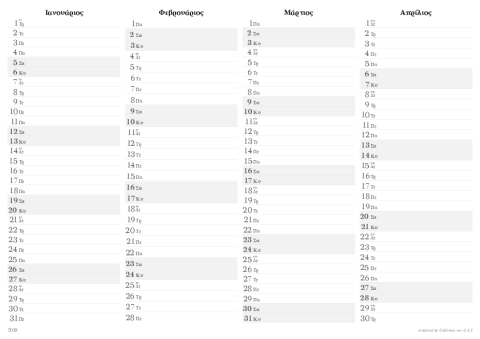 Ιανουάριος
1 Τρ
2 Τε
3 Πε
4 Πα
5 Σα
6 Κυ
7 Δε
8 Τρ
9 Τε
10 Πε
11 Πα
12 Σα
13 Κυ
14 Δε
15 Τρ
16 Τε
17 Πε
18 Πα
19 Σα
20 Κυ
21 Δε
22 Τρ
23 Τε
24 Πε
25 Πα
26 Σα
27 Κυ
28 Δε
29 Τρ
30 Τε
31 Πε
Φεβρουάριος
1 Πα
2 Σα
3 Κυ
4 Δε
5 Τρ
6 Τε
7 Πε
8 Πα
9 Σα
10 Κυ
11 Δε
12 Τρ
13 Τε
14 Πε
15 Πα
16 Σα
17 Κυ
18 Δε
19 Τρ
20 Τε
21 Πε
22 Πα
23 Σα
24 Κυ
25 Δε
26 Τρ
27 Τε
28 Πε
Μάρτιος
1 Πα
2 Σα
3 Κυ
4 Δε
5 Τρ
6 Τε
7 Πε
8 Πα
9 Σα
10 Κυ
11 Δε
12 Τρ
13 Τε
14 Πε
15 Πα
16 Σα
17 Κυ
18 Δε
19 Τρ
20 Τε
21 Πε
22 Πα
23 Σα
24 Κυ
25 Δε
26 Τρ
27 Τε
28 Πε
29 Πα
30 Σα
31 Κυ
Απρίλιος
1 Δε
2 Τρ
3 Τε
4 Πε
5 Πα
6 Σα
7 Κυ
8 Δε
9 Τρ
10 Τε
11 Πε
12 Πα
13 Σα
14 Κυ
15 Δε
16 Τρ
17 Τε
18 Πε
19 Πα
20 Σα
21 Κυ
22 Δε
23 Τρ
24 Τε
25 Πε
26 Πα
27 Σα
28 Κυ
29 Δε
30 Τρ